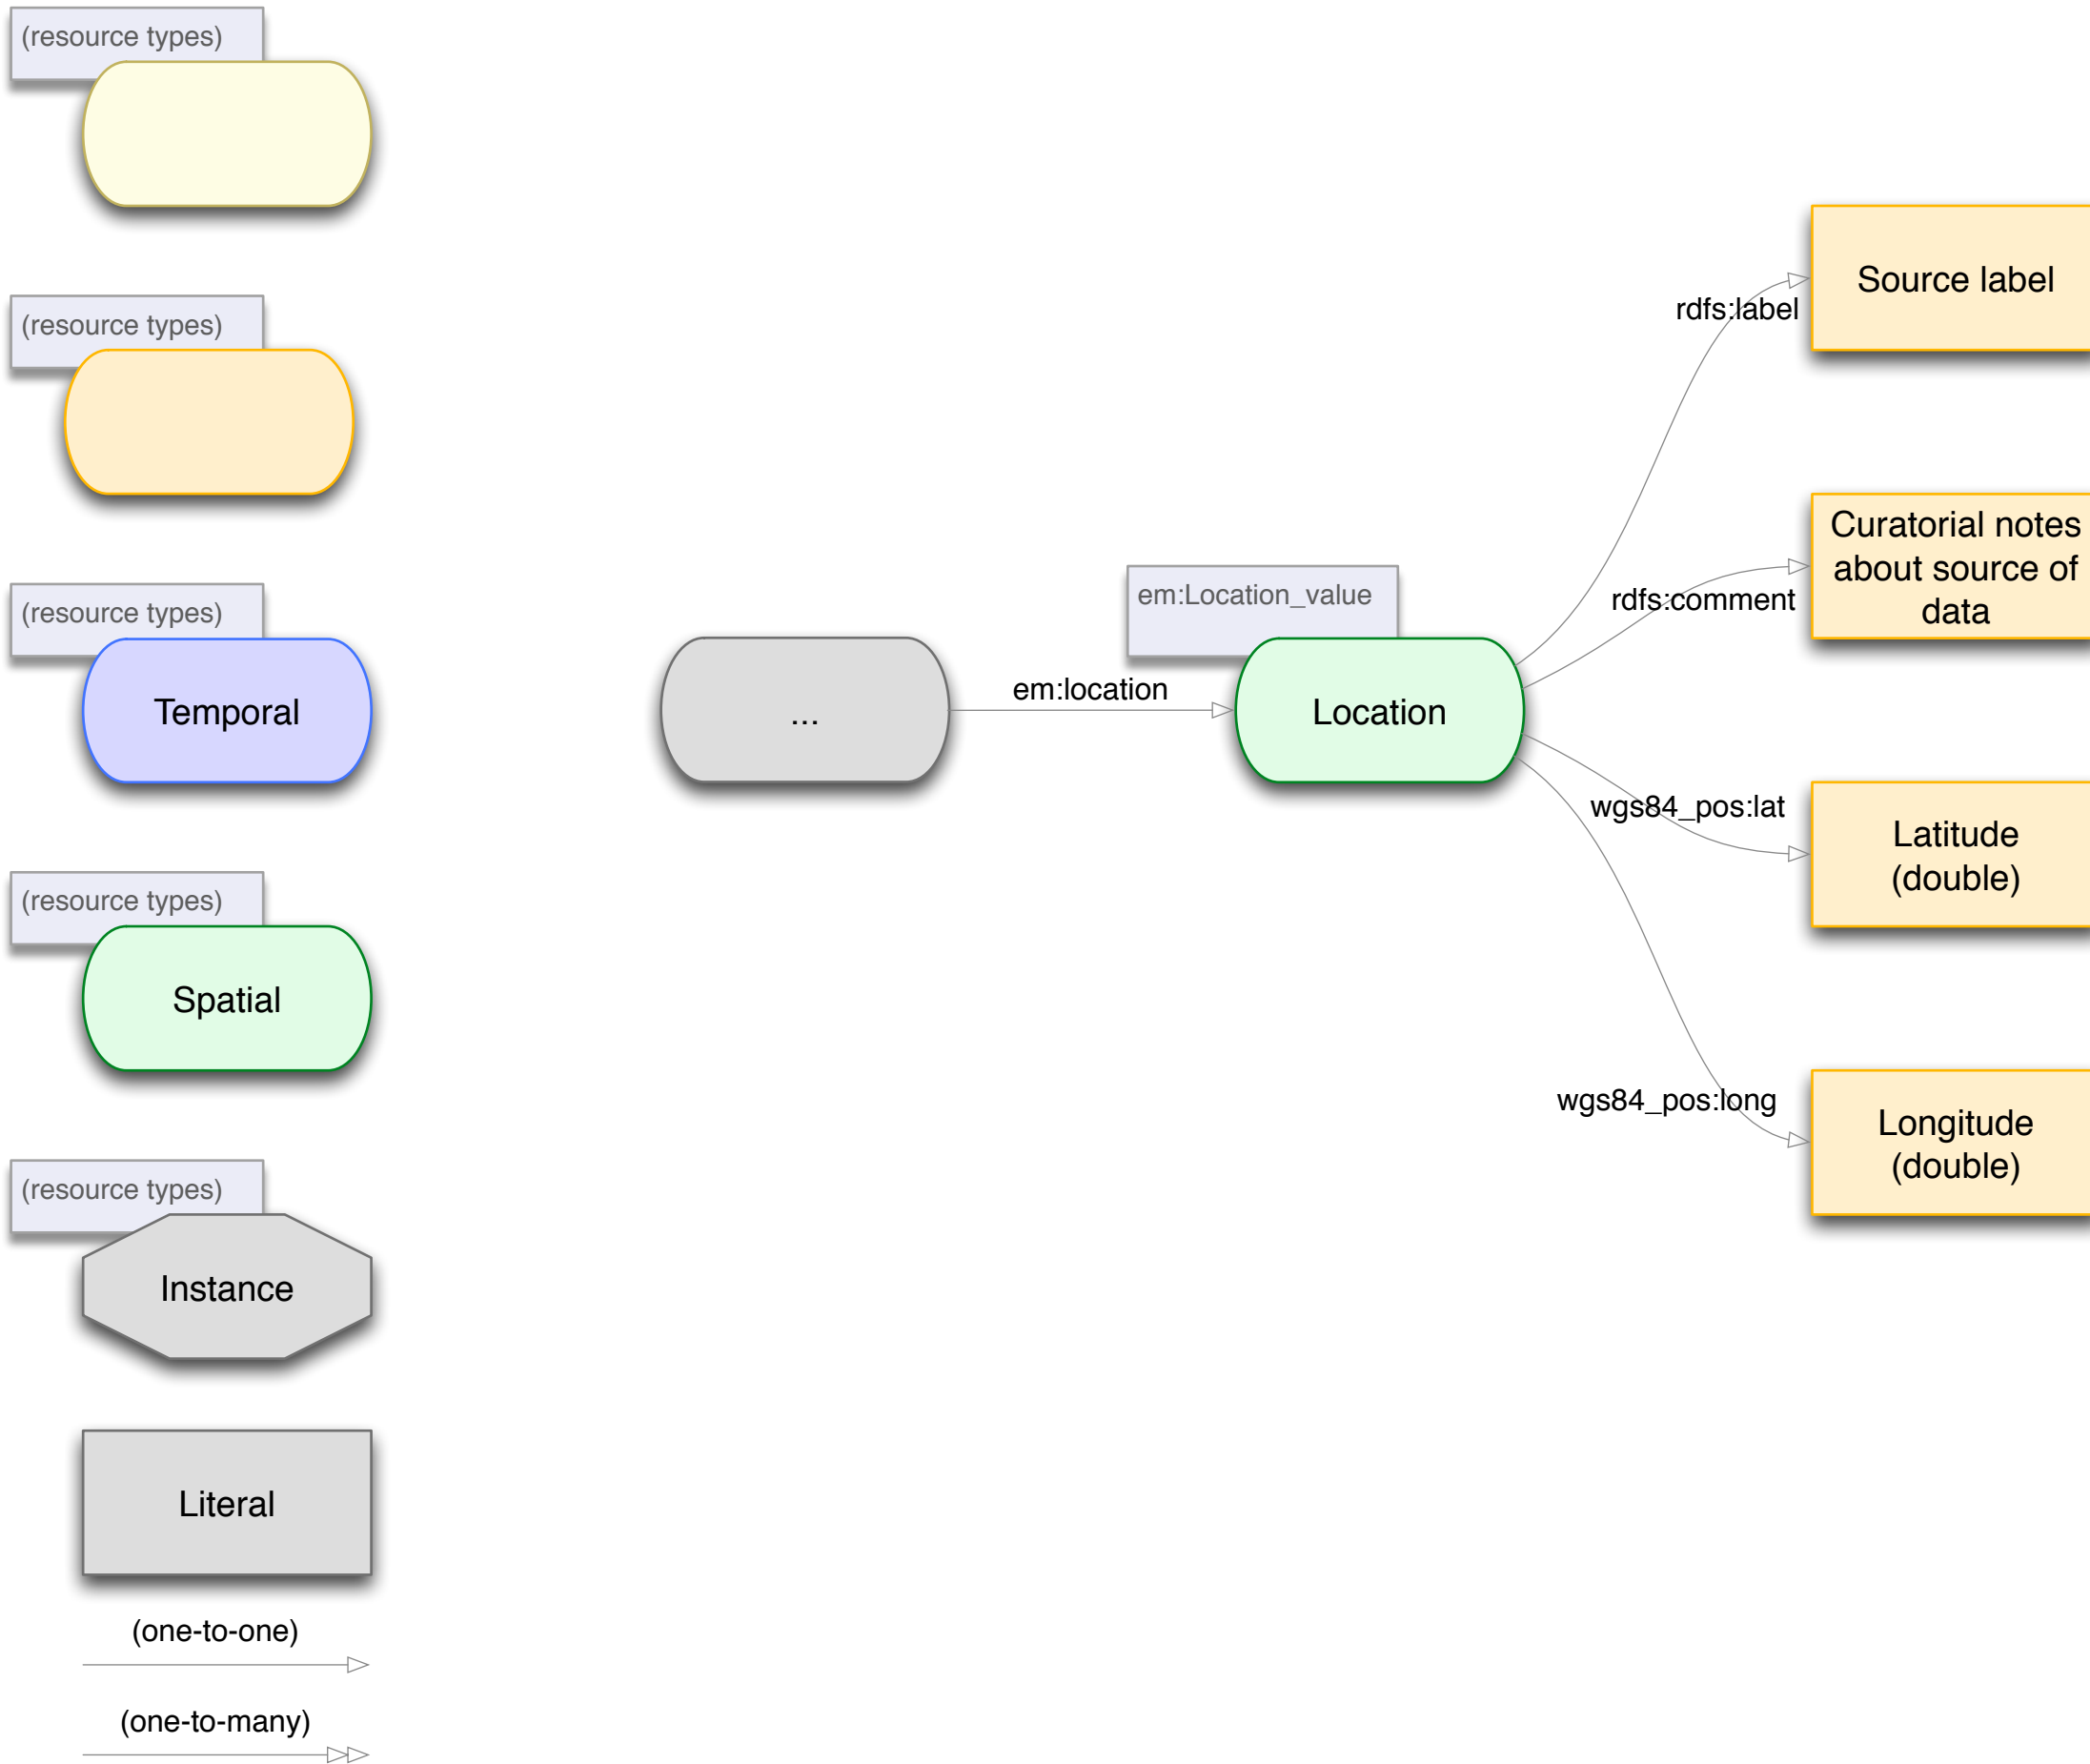 (resource types)
(resource types)
(resource types)
Temporal
(resource types)
Spatial
(resource types)
Instance
Literal
(one-to-one)
(one-to-many)
...
em:location
em:Location_value
Location
rdfs:label
rdfs:comment
wgs84_pos:lat
wgs84_pos:long
Source label
Curatorial notes
about source of
data
Latitude
(double)
Longitude
(double)